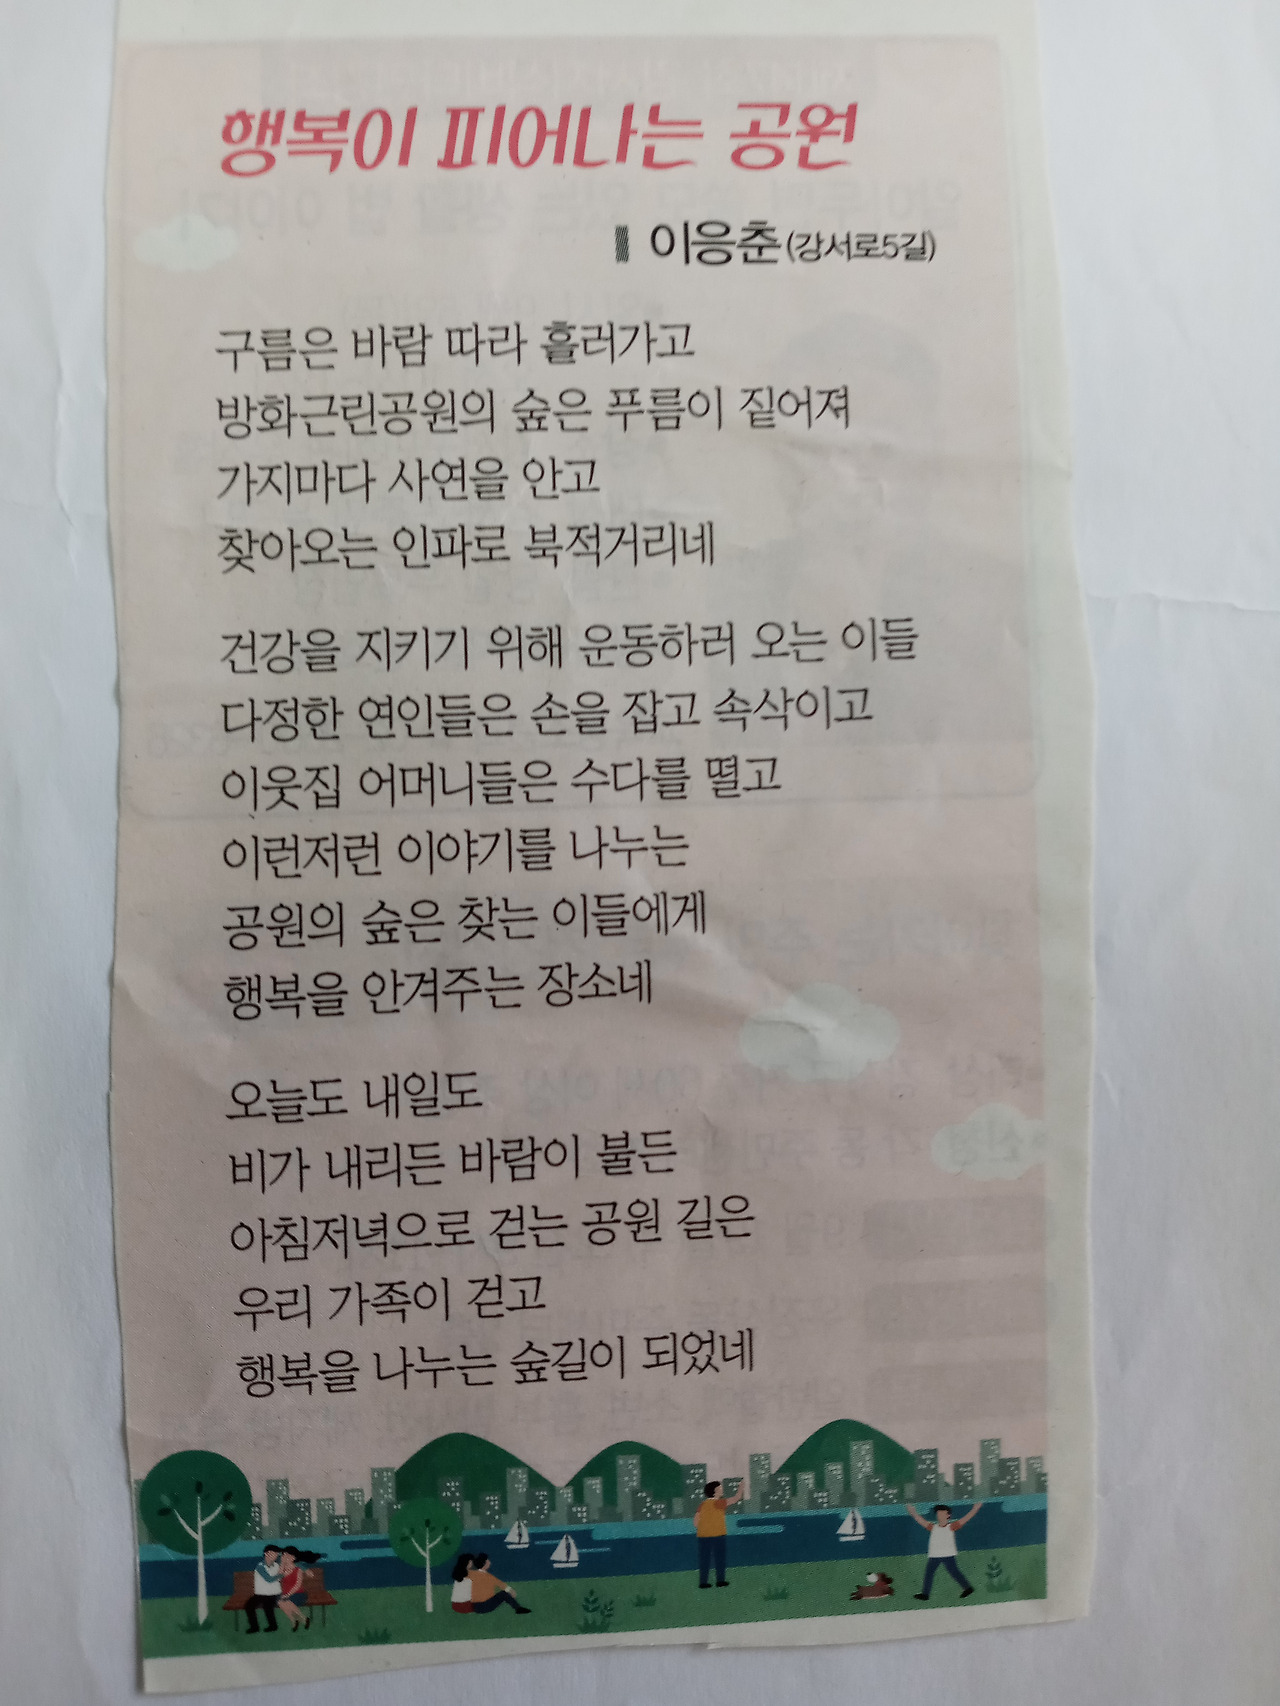 행복이 피어나는 공원
이응춘(강서로5길)
구름은 바람 따라 흘러가고
방화근린공원의 숲은 푸름이 짙어져
가지마다 사연을 안고
찾아오는 인파로 북적거리네
건강을 지키기 위해 운동하러 오는 이들
다정한 연인들은 손을 잡고 속삭이고
이웃집 어머니들은 수다를 떨고
이런저런 이야기를 나누는
공원의 숲은 찾는 이들에게
행복을 안겨주는 장소네
오늘도 내일도
비가 내리든 바람이 불든
아침저녁으로 걷는 공원 길은
우리 가족이 걷고
행복을 나누는 숲길이 되었네